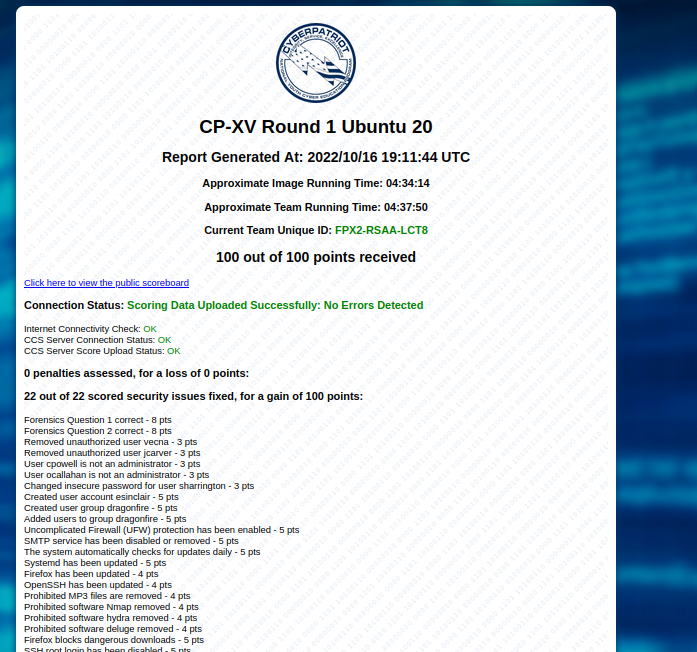 CYBERPATRIOT
NATIONAL YOUTH CYBER EDUCATION PROGRAM
CP-XV Round 1 Ubuntu 20
Report Generated At: 2022/10/16 19:11:44 UTC
Approximate Image Running Time: 04:34:14
Approximate Team Running Time: 04:37:50
Current Team Unique ID: FPX2-RSAA-LCT8
100 out of 100 points received
Click here to view the public scoreboard
Connection Status: Scoring Data Uploaded Successfully: No Errors Detected
Internet Connectivity Check: OK
CCS Server Connection Status: OK
CCS Server Score Upload Status: OK
0 penalties assessed, for a loss of 0 points:
22 out of 22 scored security issues fixed, for a gain of 100 points:
Forensics Question 1 correct - 8 pts
Forensics Question 2 correct - 8 pts
Removed unauthorized user vecna - 3 pts
Removed unauthorized user jcarver - 3 pts
User cpowell is not an administrator - 3 pts
User ocallahan is not an administrator - 3 pts
Changed insecure password for user sharrington - 3 pts
Created user account esinclair - 5 pts
Created user group dragonfire - 5 pts
Added users to group dragonfire - 5 pts
Uncomplicated Firewall (UFW) protection has been enabled - 5 pts
SMTP service has been disabled or removed - 5 pts
The system automatically checks for updates daily - 5 pts
Systemd has been updated - 5 pts
Firefox has been updated - 4 pts
OpenSSH has been updated - 4 pts
Prohibited MP3 files are removed - 4 pts
Prohibited software Nmap removed - 4 pts
Prohibited software hydra removed - 4 pts
Prohibited software deluge removed - 4 pts
Firefox blocks dangerous downloads - 5 pts
SSH root login has been disabled - 5 pts